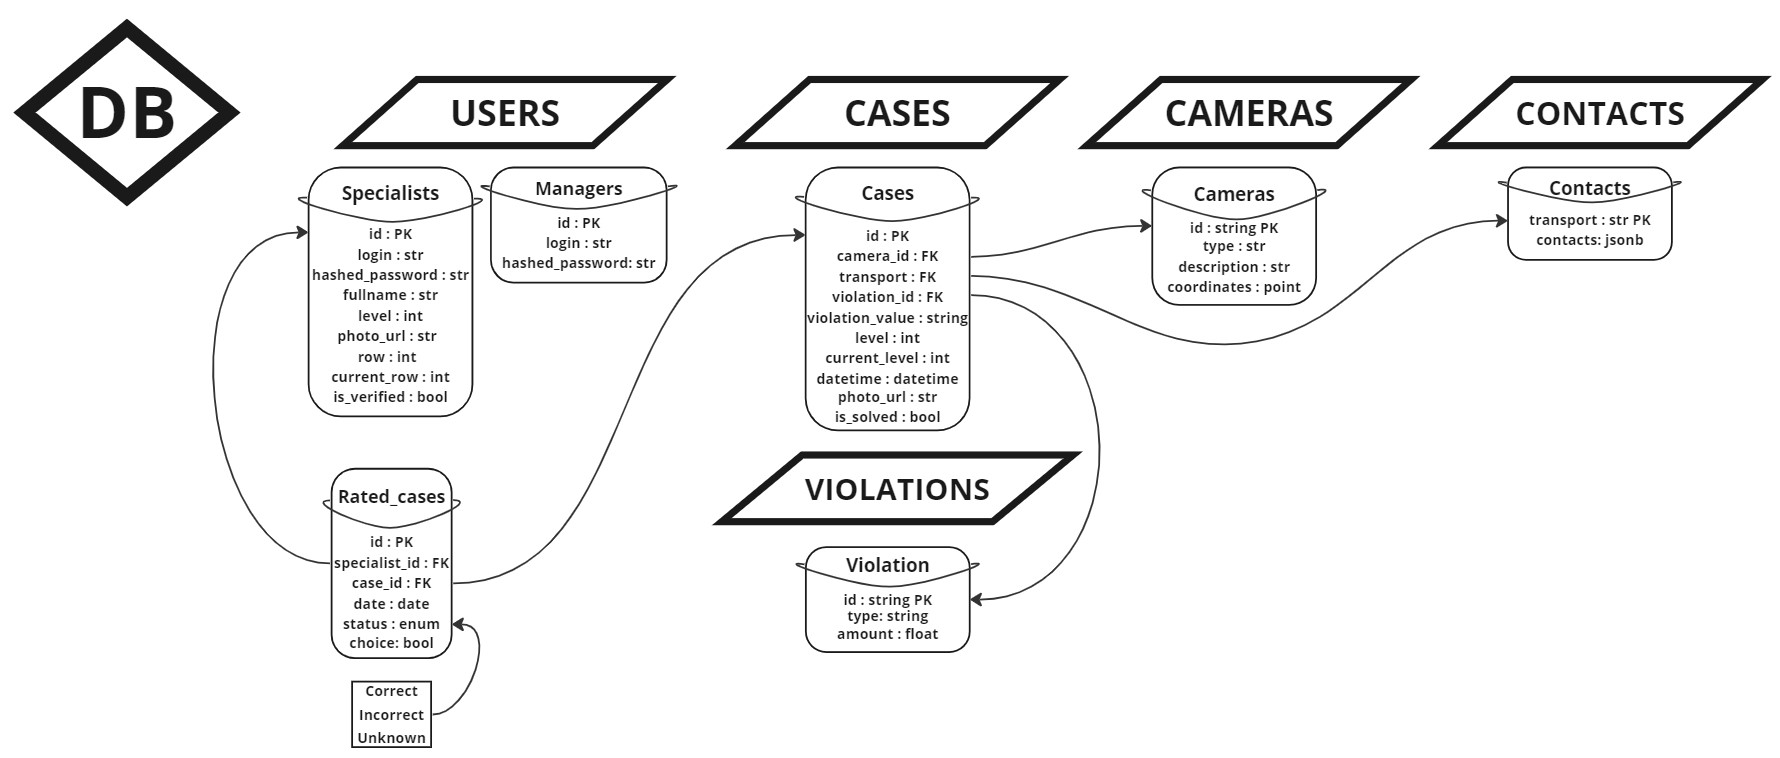 DB
USERS
CASES
CAMERAS
CONTACTS
Specialists
id : PK
login : str
hashed_password : str
fullname : str
level : int
photo_url : str
row : int
current_row : int
is_verified : bool
Managers
id : PK
login : str
hashed_password: str
Cases
id : PK
camera_id : FK
transport : FK
violation_id : FK
violation_value : string
level : int
current_level : int
datetime : datetime
photo_url : str
is_solved : bool
Cameras
id : string PK
type : str
description : str
coordinates : point
Contacts
transport : str PK
contacts: jsonb
Rated_cases
id : PK
specialist_id : FK
case_id : FK
date : date
status : enum
choice: bool
Correct
Incorrect
Unknown
VIOLATIONS
Violation
id : string PK
type: string
amount : float